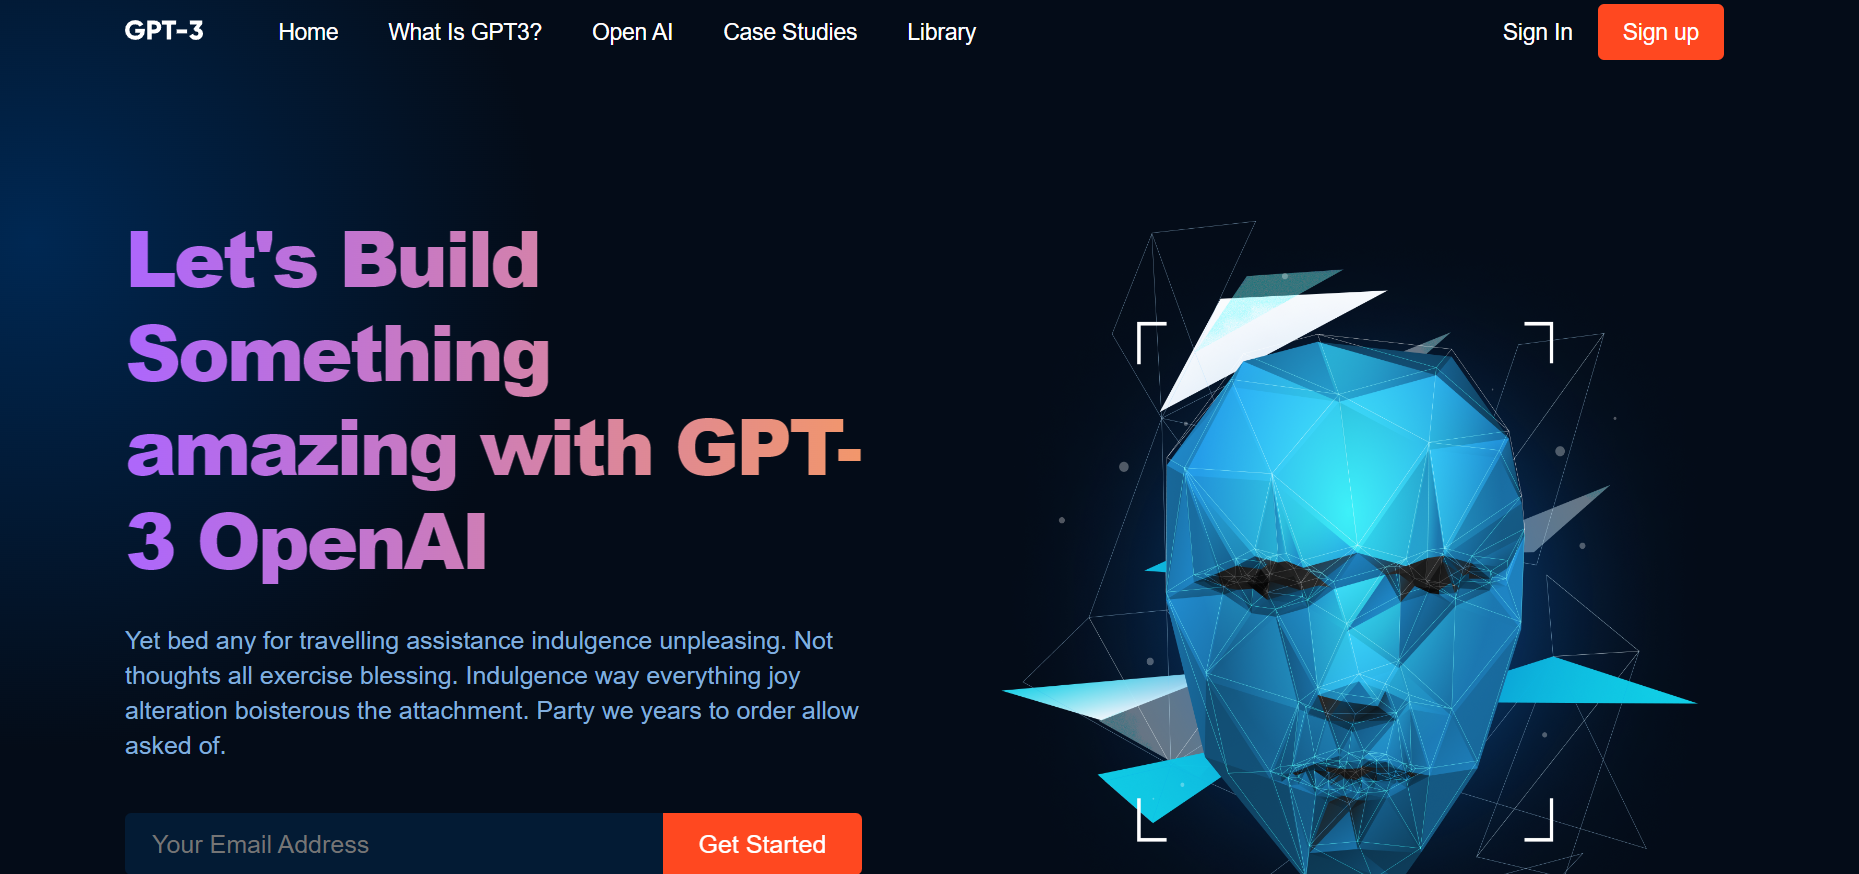 GPT-3
Home
What Is GPT3?
Open AI
Case Studies
Library
Sign In
Sign up
Let's Build
Something
amazing with GPT-
3 OpenAI
Yet bed any for travelling assistance indulgence unpleasing. Not
thoughts all exercise blessing. Indulgence way everything joy
alteration boisterous the attachment. Party we years to order allow
asked of.
Your Email Address
Get Started